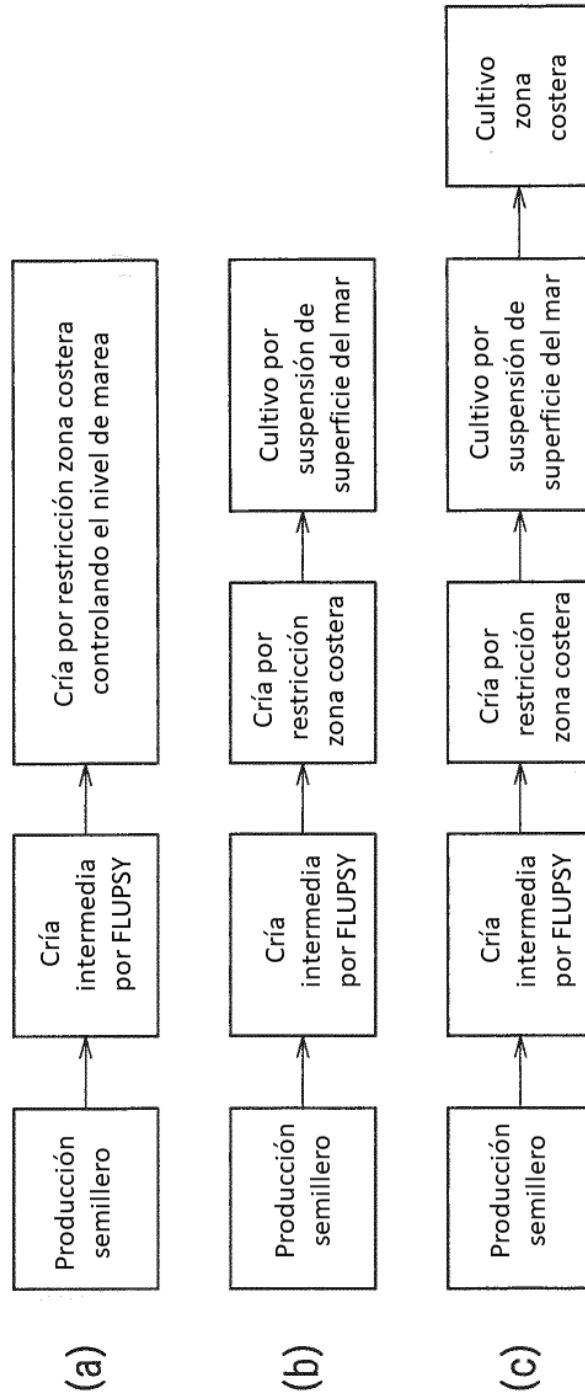 (a)
Producción
semillero
Cría
intermedia
por FLUPSY
Cría por restricción zona costera
controlando el nivel de marea
(b)
Producción
semillero
Cría
intermedia
por FLUPSY
Cría por
restricción
zona costera
Cultivo por
suspensión de
superficie del mar
(c)
Producción
semillero
Cría
intermedia
por FLUPSY
Cría por
restricción
zona costera
Cultivo por
suspensión de
superficie del mar
Cultivo
zona
costera